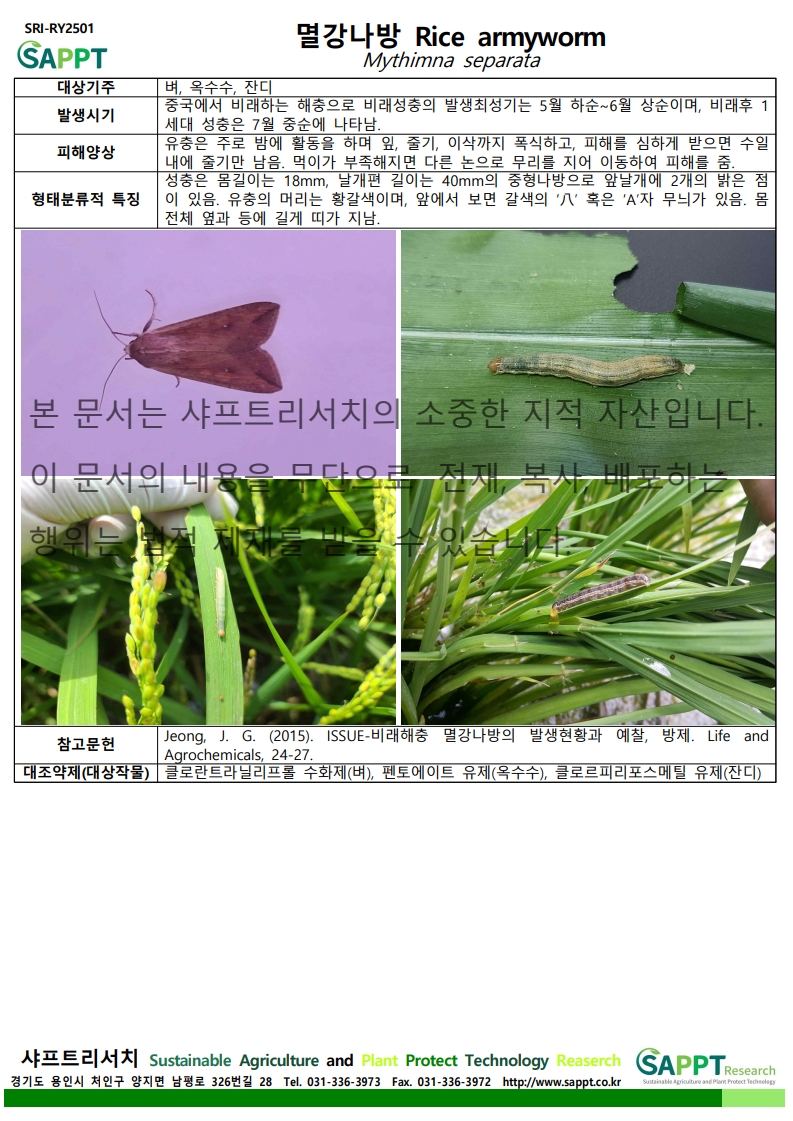 SRI-RY2501
SAPPT
멸강나방 Rice armyworm
Mythimna separata
대상기주 벼, 옥수수, 잔디
발생시기 중국에서 비래하는 해충으로 비래성충의 발생최성기는 5월 하순~6월 상순이며, 비래후 1
세대 성충은 7월 중순에 나타남.
피해양상 유충은 주로 밤에 활동을 하며 잎, 줄기, 이삭까지 폭식하고, 피해를 심하게 받으면 수일
내에 줄기만 남음. 먹이가 부족해지면 다른 논으로 무리를 지어 이동하여 피해를 줌.
형태분류적 특징 성충은 몸길이는 18mm, 날개편 길이는 40mm의 중형나방으로 앞날개에 2개의 밝은 점
이 있음. 유충의 머리는 황갈색이며, 앞에서 보면 갈색의 '八' 혹은 'A'자 무늬가 있음. 몸
전체 옆과 등에 길게 띠가 지남.
본 문서는 샤프트리서치의 소중한 지적 자산입니다.
이 문서의 내용을 무단으로 전재, 복사, 배포하는
행위는 법적 제재를 받을 수 있습니다.
참고문헌 Jeong, J. G. (2015). ISSUE-비래해충 멸강나방의 발생현황과 예찰, 방제. Life and
Agrochemicals, 24-27.
대조약제(대상작물) 클로란트라닐리프롤 수화제(벼), 펜토에이트 유제(옥수수), 클로르피리포스메틸 유제(잔디)
샤프트리서치 Sustainable Agriculture and Plant Protect Technology Reaserch
경기도 용인시 처인구 양지면 남평로 326번길 28 Tel. 031-336-3973 Fax. 031-336-3972 http://www.sappt.co.kr
SAPPT Research
Sustainable Agriculture and Plant Protect Technology